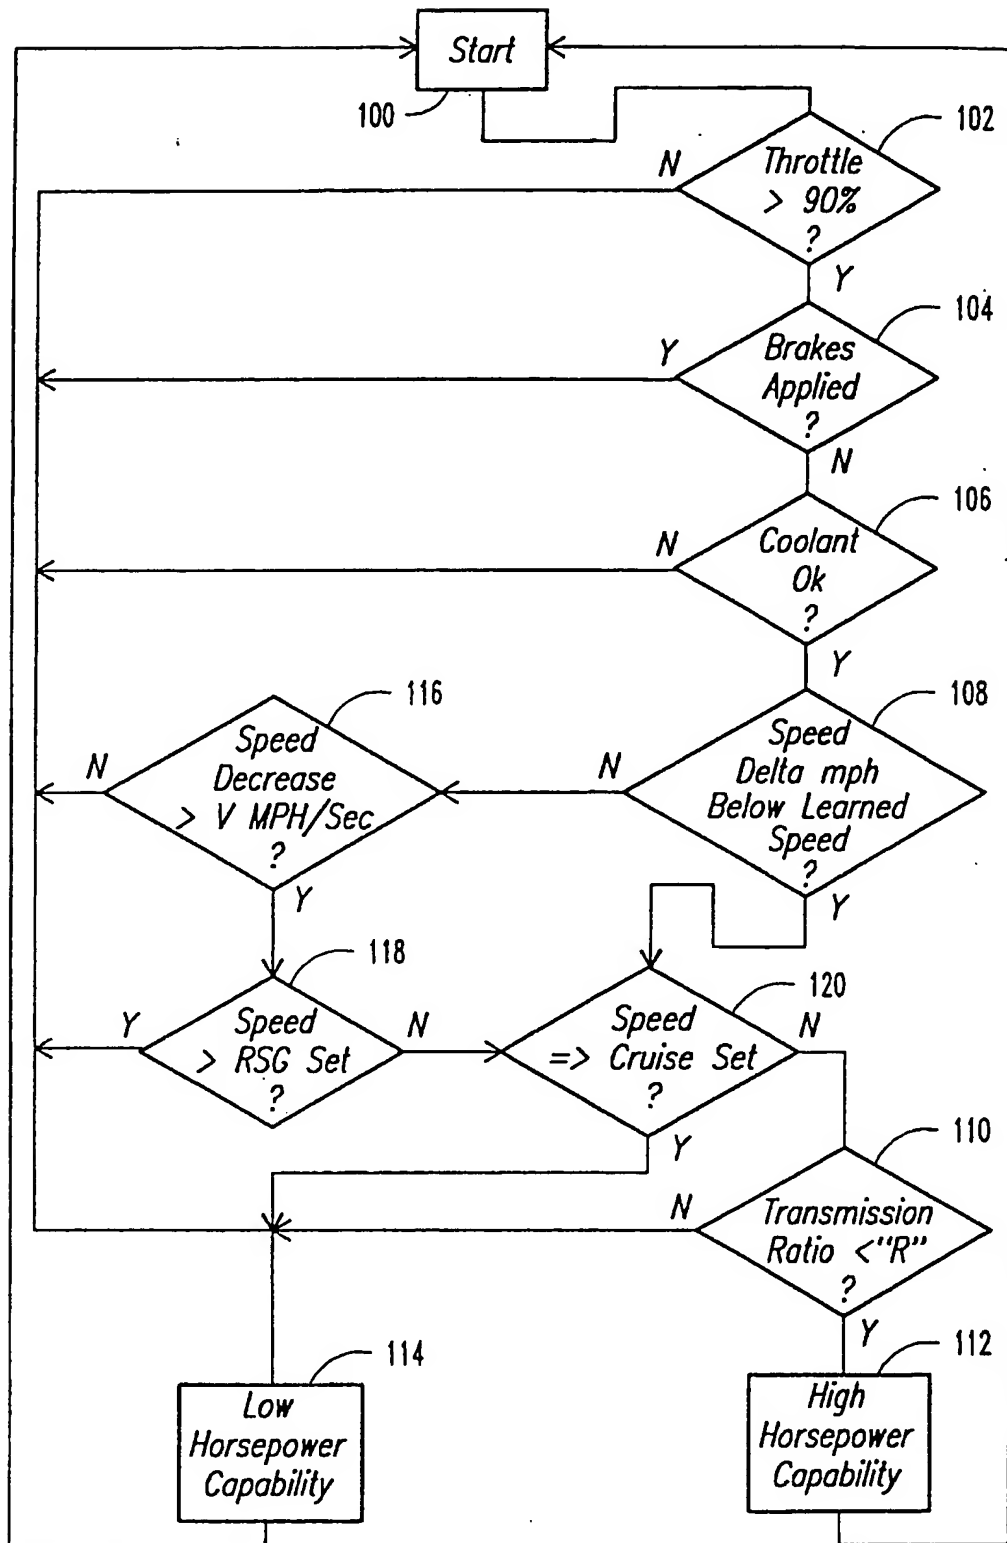 Start
100
102
N
Throttle
> 90%
?
Y
104
Y
Brakes
Applied
?
N
106
N
Coolant
Ok
?
Y
116
108
N
Speed
Decrease
> V MPH/Sec
?
Y
N
Speed
Delta mph
Below Learned
Speed
?
Y
118
120
Y
Speed
> RSG Set
?
N
Speed
=> Cruise Set
?
N
Y
110
N
Transmission
Ratio <"R"
?
Y
114
112
Low
Horsepower
Capability
High
Horsepower
Capability